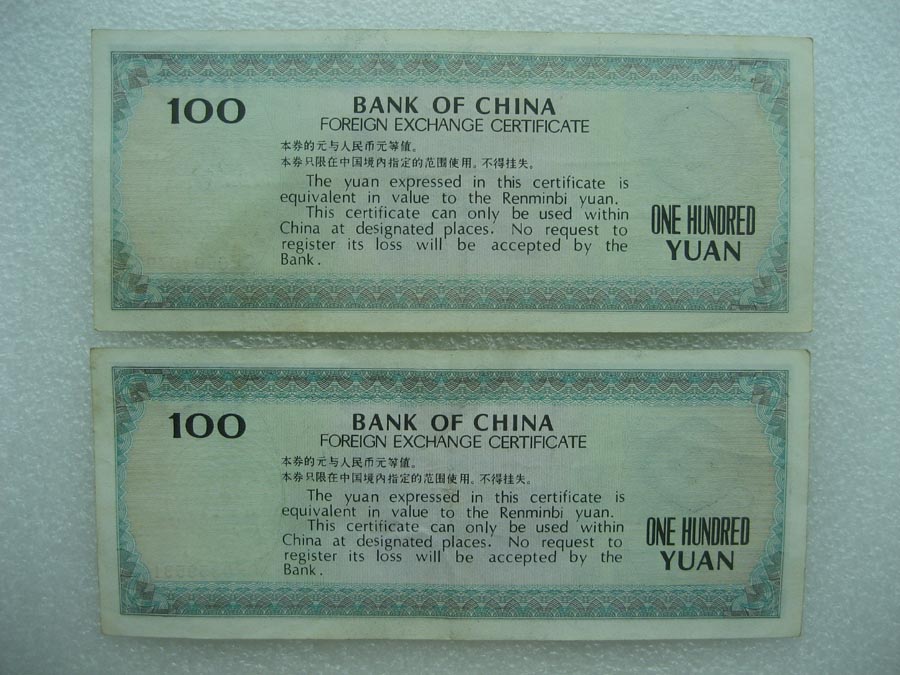 100
BANK OF CHINA
FOREIGN EXCHANGE CERTIFICATE
本券的元与人民币元等值。
本券只限在中国境内指定的范围使用。不得挂失。
The yuan expressed in this certificate is
equivalent in value to the Renminbi yuan.
This certificate can only be used within
China at designated places. No request to
register its loss will be accepted by the
Bank.
ONE HUNDRED
YUAN
100
BANK OF CHINA
FOREIGN EXCHANGE CERTIFICATE
本券的元与人民币元等值。
本券只限在中国境内指定的范围使用。不得挂失。
The yuan expressed in this certificate is
equivalent in value to the Renminbi yuan.
This certificate can only be used within
China at designated places. No request to
register its loss will be accepted by the
Bank.
ONE HUNDRED
YUAN